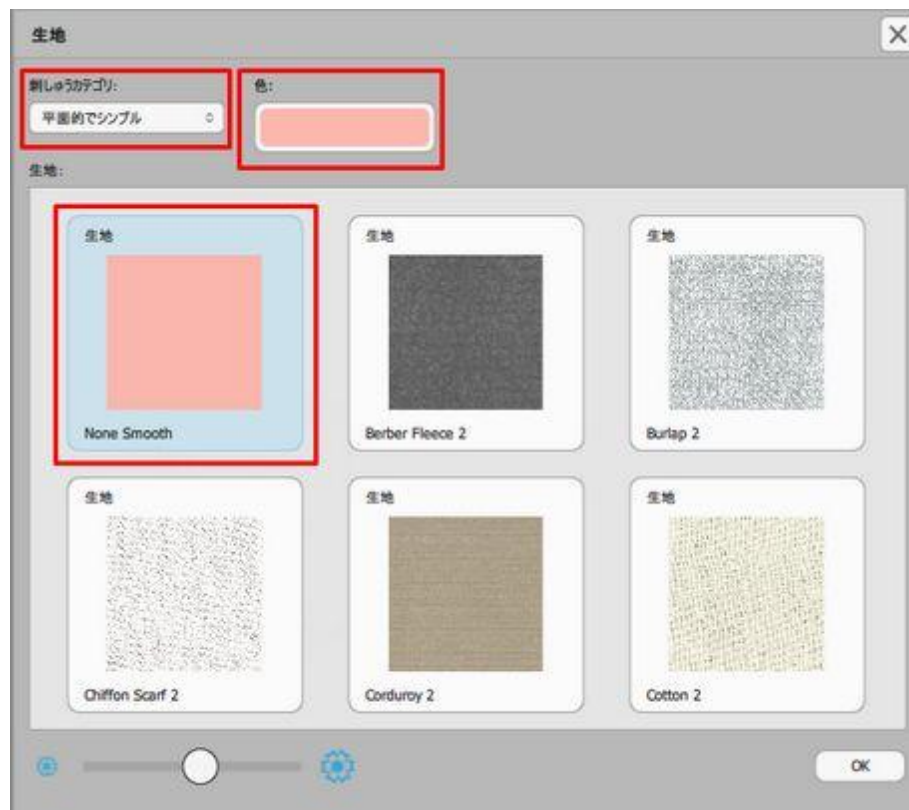 生地
刺しゅうカテゴリ:
色:
平面的でシンプル
生地:
生地
生地
生地
None Smooth
Berber Fleece 2
Burlap 2
生地
生地
生地
Chiffon Scarf 2
Corduroy 2
Cotton 2
OK